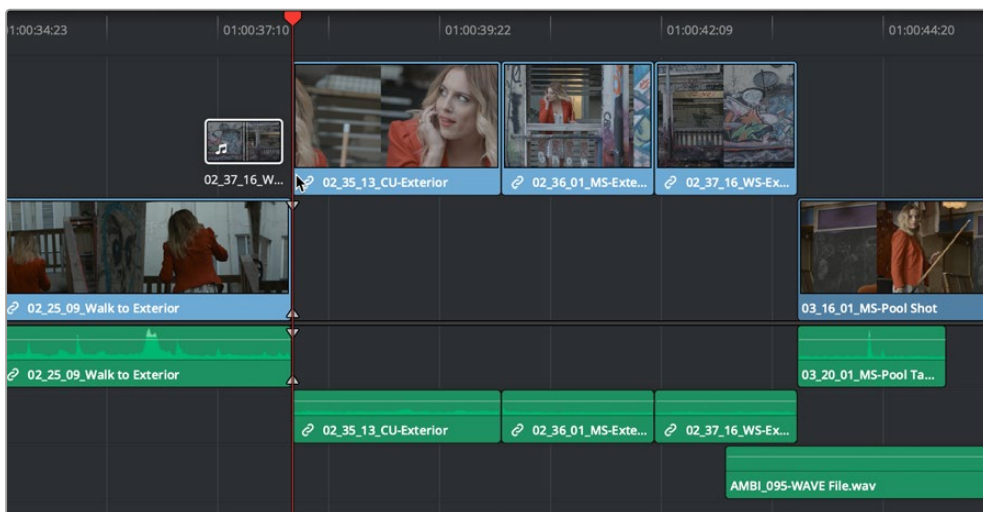 01:00:34:23
01:00:37:10
01:00:39:22
01:00:42:09
01:00:44:20
02_37_16_W...
02_35_13_CU-Exterior
02_36_01_MS-Exte...
02_37_16_WS-Ex...
02_25_09_Walk to Exterior
03_16_01_MS-Pool Shot
02_25_09_Walk to Exterior
03_20_01_MS-Pool Ta...
02_35_13_CU-Exterior
02_36_01_MS-Exte...
02_37_16_WS-Ex...
AMBI_095-WAVE File.wav